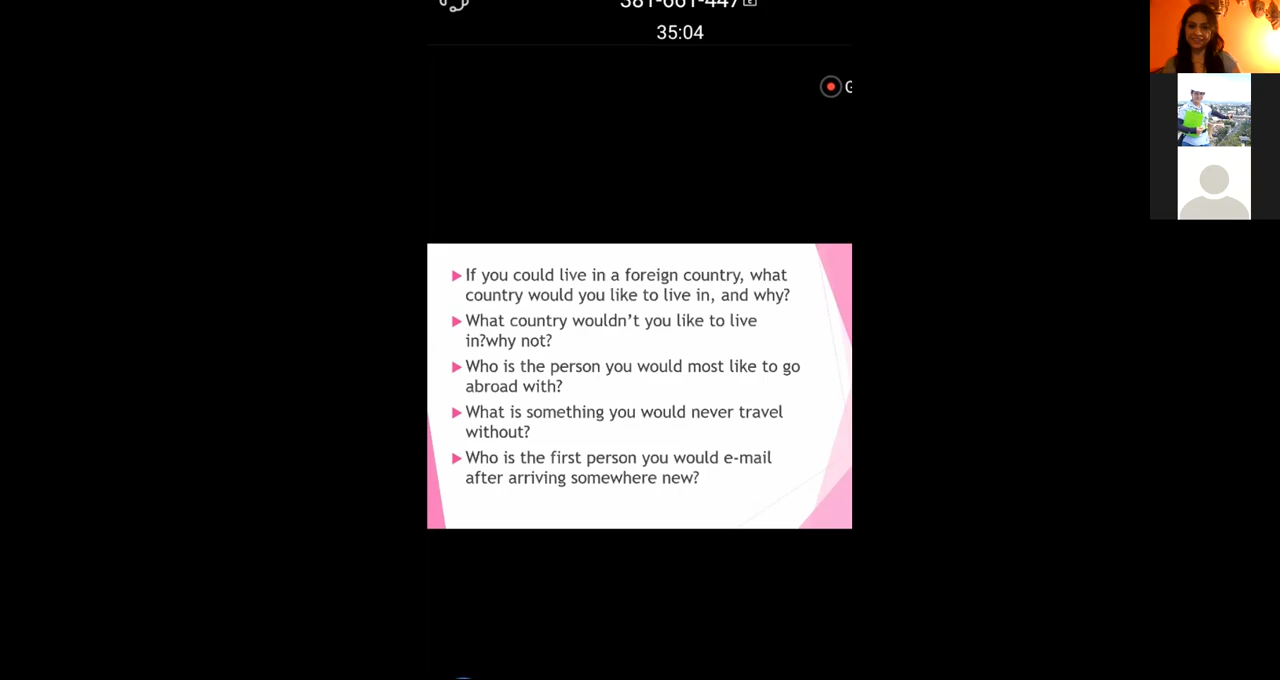 35:04
If you could live in a foreign country, what
country would you like to live in, and why?
What country wouldn’t you like to live
in?why not?
Who is the person you would most like to go
abroad with?
What is something you would never travel
without?
Who is the first person you would e-mail
after arriving somewhere new?